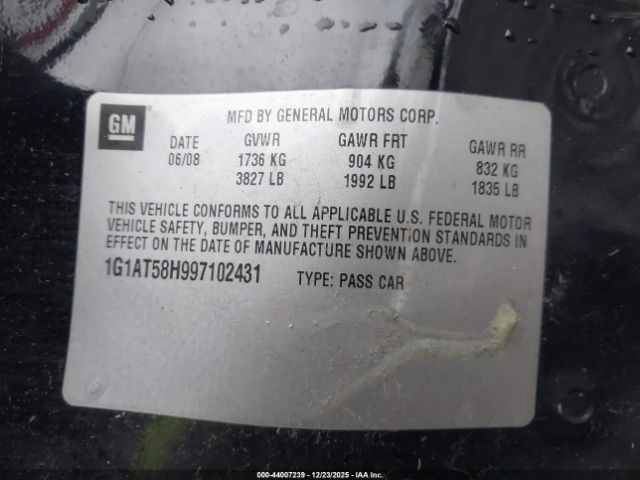 GM
MFD BY GENERAL MOTORS CORP.
DATE GVWR GAWR FRT GAWR RR
06/08 1736 KG 904 KG 832 KG
3827 LB 1992 LB 1835 LB
THIS VEHICLE CONFORMS TO ALL APPLICABLE U.S. FEDERAL MOTOR
VEHICLE SAFETY, BUMPER, AND THEFT PREVENTION STANDARDS IN
EFFECT ON THE DATE OF MANUFACTURE SHOWN ABOVE.
1G1AT58H997102431 TYPE: PASS CAR
000-44007239 - 12/23/2025 - IAA Inc.